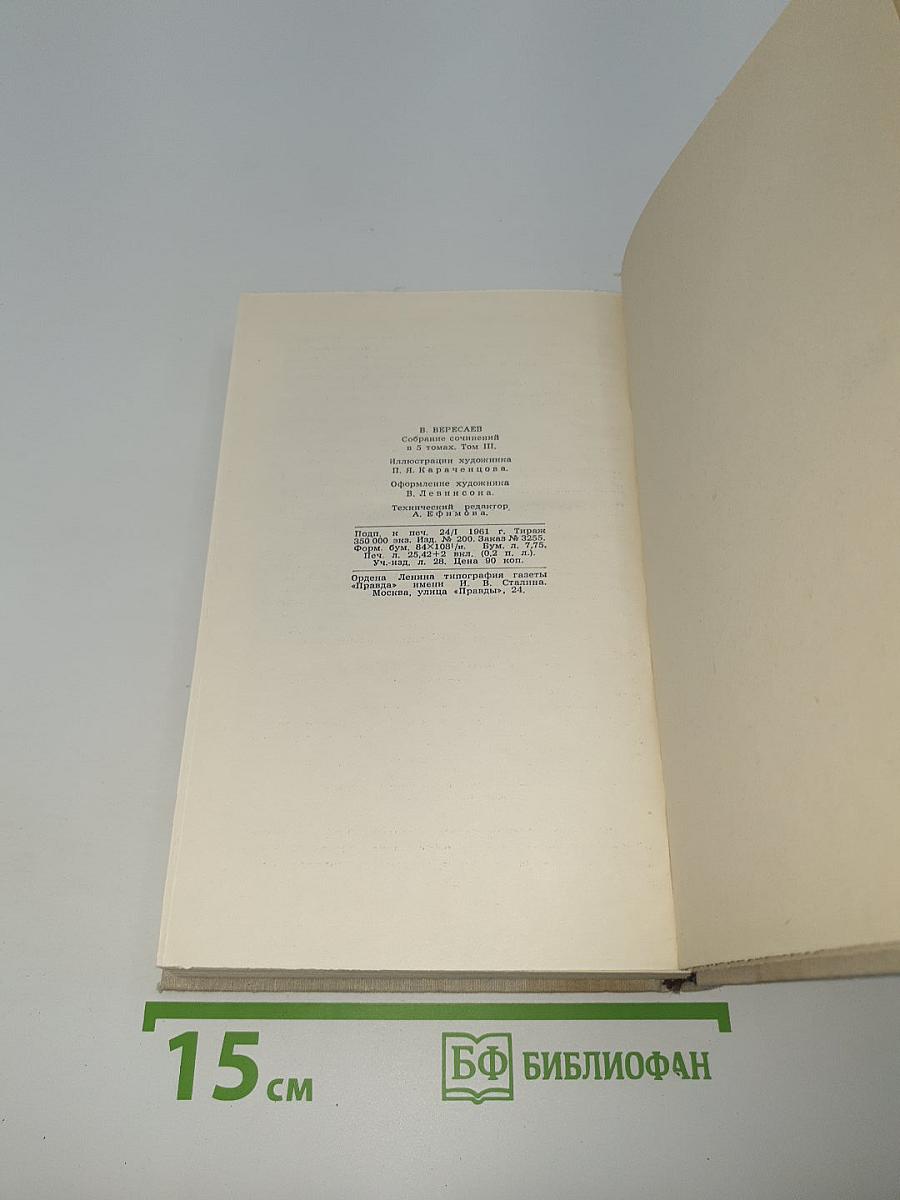 В. ВЕРЕСАЕВ
Собрание сочинений
в 5 томах. Том III.
Иллюстрации художника
П. Я. Караченцова.
Оформление художника
В. Левинсона.
Технический редактор
А. Ефимова.
Подп. к печ. 24/I 1961 г. Тираж
350 000 экз. Изд. № 200. Заказ № 3255.
Форм. бум. 84×108¹/₃₂. Бум. л. 7,75.
Печ. л. 25,42+2 вкл. (0,2 п. л.).
Уч.-изд. л. 28. Цена 90 коп.
Ордена Ленина типография газеты
«Правда» имени И. В. Сталина.
Москва, улица «Правды», 24.
15 см
БФ БИБЛИОФАН